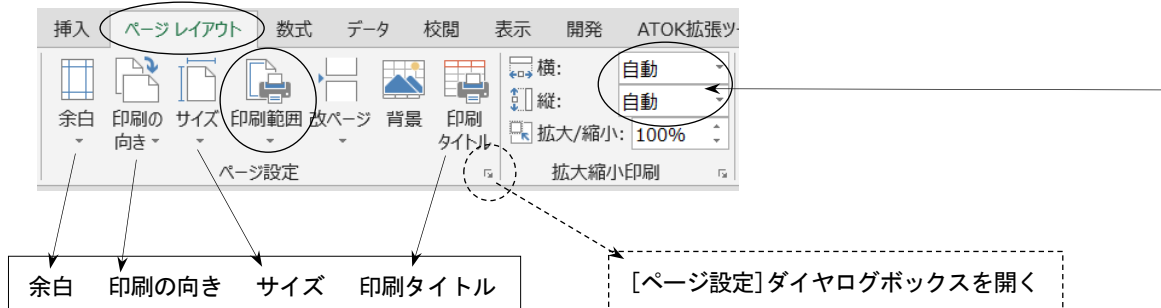 挿入 ページ レイアウト 数式 データ 校閲 表示 開発 ATOK拡張ツ
余白 印刷の向き サイズ 印刷範囲 改ページ 背景 印刷タイトル
横: 自動
縦: 自動
拡大/縮小: 100%
ページ設定 拡大縮小印刷
余白 印刷の向き サイズ 印刷タイトル
[ページ設定]ダイヤログボックスを開く